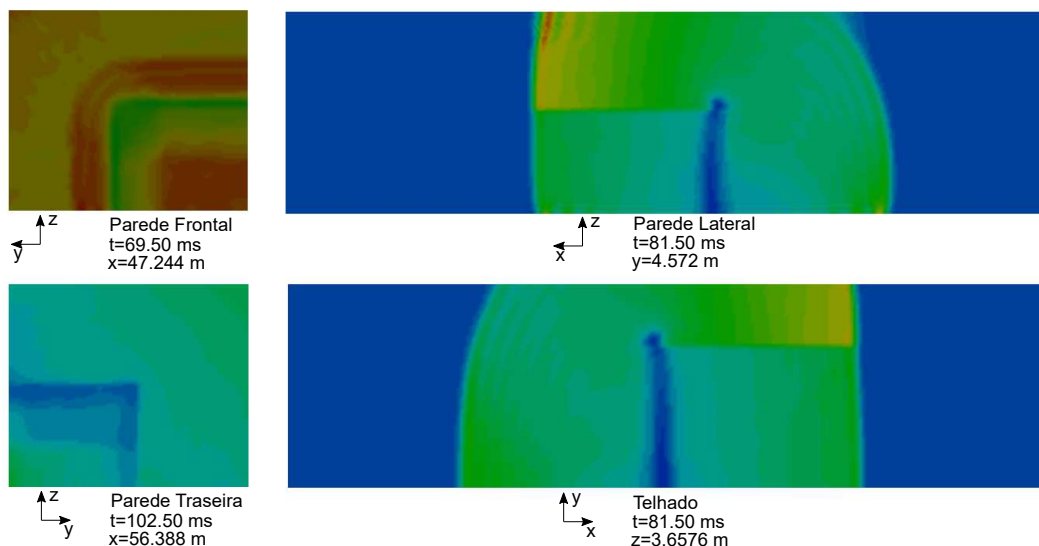 z
y
Parede Frontal
t=69.50 ms
x=47.244 m
z
x
Parede Lateral
t=81.50 ms
y=4.572 m
z
y
Parede Traseira
t=102.50 ms
x=56.388 m
y
x
Telhado
t=81.50 ms
z=3.6576 m